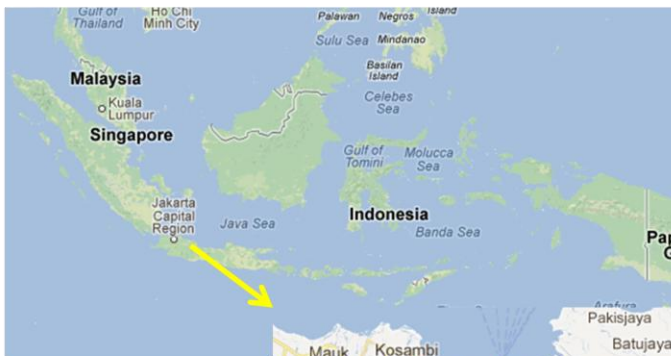 Gulf of
Thailand
Ho Chi
Minh City
Palawan
Negros
Island
Sulu Sea
Mindanao
Basilan
Island
Malaysia
Kuala
Lumpur
Singapore
Celebes
Sea
Gulf of
Tomini
Molucca
Sea
Jakarta
Capital
Region
Java Sea
Indonesia
Banda Sea
Pap
G
Arafura
Pakisjaya
Batujaya
Mauk
Kosambi